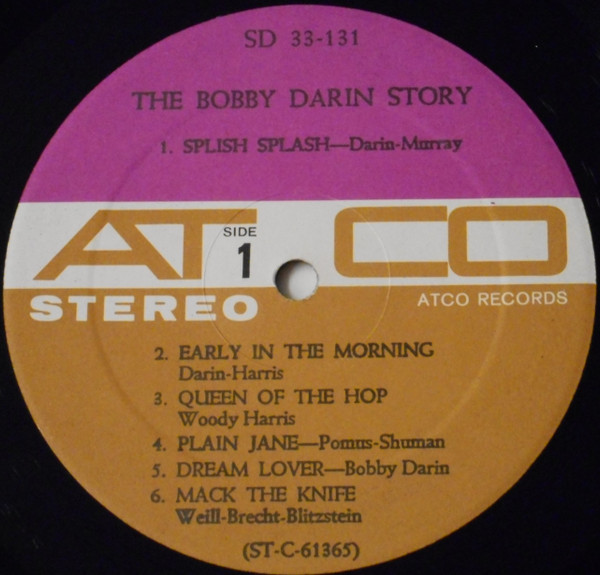 SD 33-131
THE BOBBY DARIN STORY
1. SPLISH SPLASH—Darin-Murray
ATCO
SIDE
1
STEREO
ATCO RECORDS
2. EARLY IN THE MORNING
Darin-Harris
3. QUEEN OF THE HOP
Woody Harris
4. PLAIN JANE—Pomus-Shuman
5. DREAM LOVER—Bobby Darin
6. MACK THE KNIFE
Weill-Brecht-Blitzstein
(ST-C-61365)